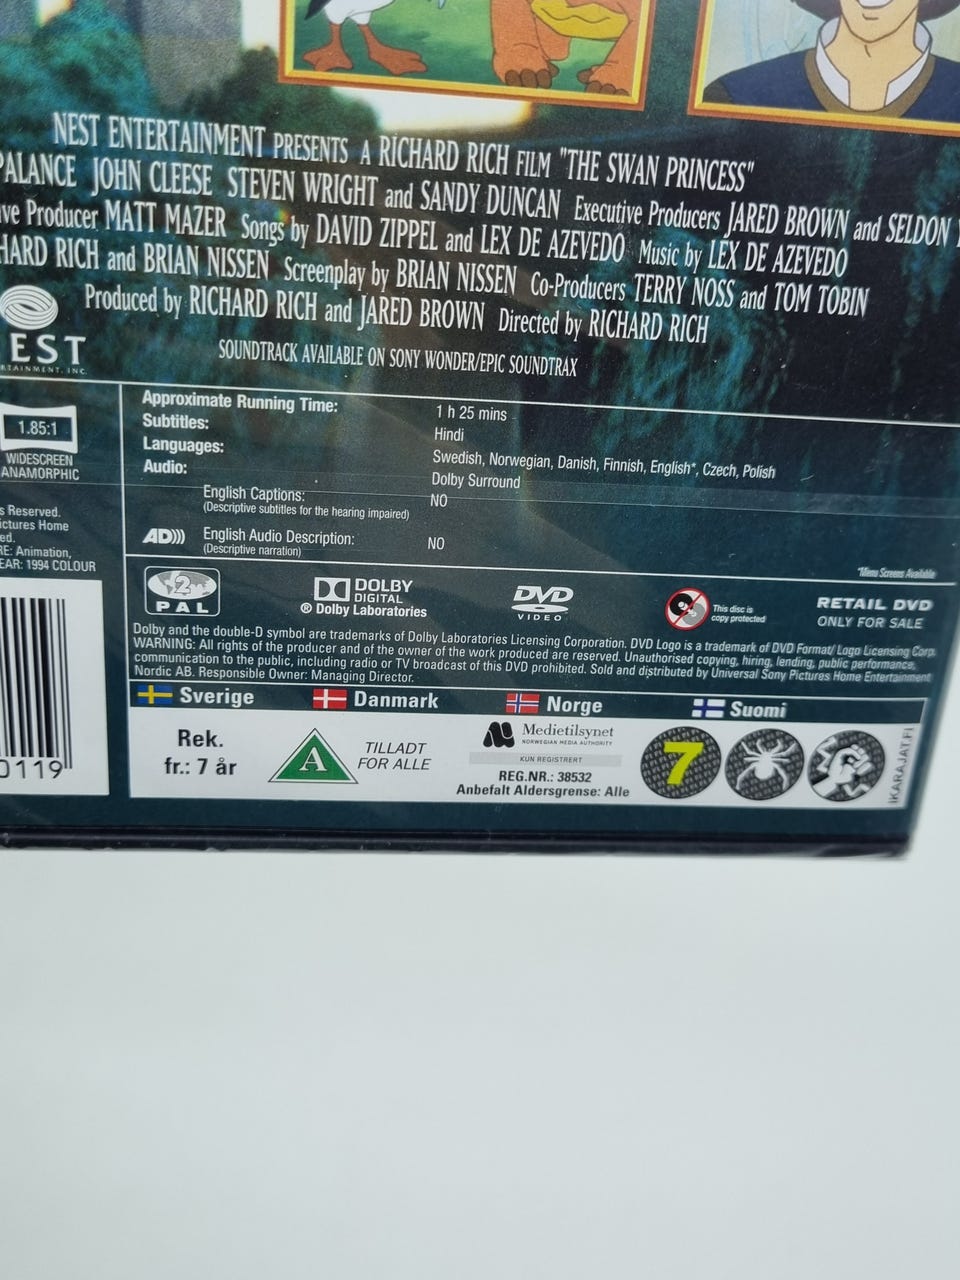 NEST ENTERTAINMENT PRESENTS A RICHARD RICH FILM "THE SWAN PRINCESS"
PALANCE JOHN CLEESE STEVEN WRIGHT and SANDY DUNCAN Executive Producers JARED BROWN and SELDON
Producer MATT MAZER Songs by DAVID ZIPPEL and LEX DE AZEVEDO Music by LEX DE AZEVEDO
HARD RICH and BRIAN NISSEN Screenplay by BRIAN NISSEN Co-Producers TERRY NOSS and TOM TOBIN
Produced by RICHARD RICH and JARED BROWN Directed by RICHARD RICH
SOUNDTRACK AVAILABLE ON SONY WONDER/EPIC SOUNDTRAX
EST
RTAINMENT, INC.
1.85:1
WIDESCREEN
ANAMORPHIC
s Reserved.
ictures Home
ed.
RE: Animation,
EAR: 1994 COLOUR
0119
Approximate Running Time: 1 h 25 mins
Subtitles: Hindi
Languages: Swedish, Norwegian, Danish, Finnish, English*, Czech, Polish
Audio: Dolby Surround
English Captions: NO
(Descriptive subtitles for the hearing impaired)
AD))) English Audio Description: NO
(Descriptive narration)
*Menu Screens Available
2
PAL
DOLBY
DIGITAL
® Dolby Laboratories
DVD
VIDEO
This disc is
copy protected
RETAIL DVD
ONLY FOR SALE
Dolby and the double-D symbol are trademarks of Dolby Laboratories Licensing Corporation. DVD Logo is a trademark of DVD Format/ Logo Licensing Corp.
WARNING: All rights of the producer and of the owner of the work produced are reserved. Unauthorised copying, hiring, lending, public performance,
communication to the public, including radio or TV broadcast of this DVD prohibited. Sold and distributed by Universal Sony Pictures Home Entertainment
Nordic AB. Responsible Owner: Managing Director.
Sverige Danmark Norge Suomi
Rek.
fr.: 7 år
A
TILLADT
FOR ALLE
Medietilsynet
NORWEGIAN MEDIA AUTHORITY
KUN REGISTRERT
REG.NR.: 38532
Anbefalt Aldersgrense: Alle
7
IKARAJAT.FI